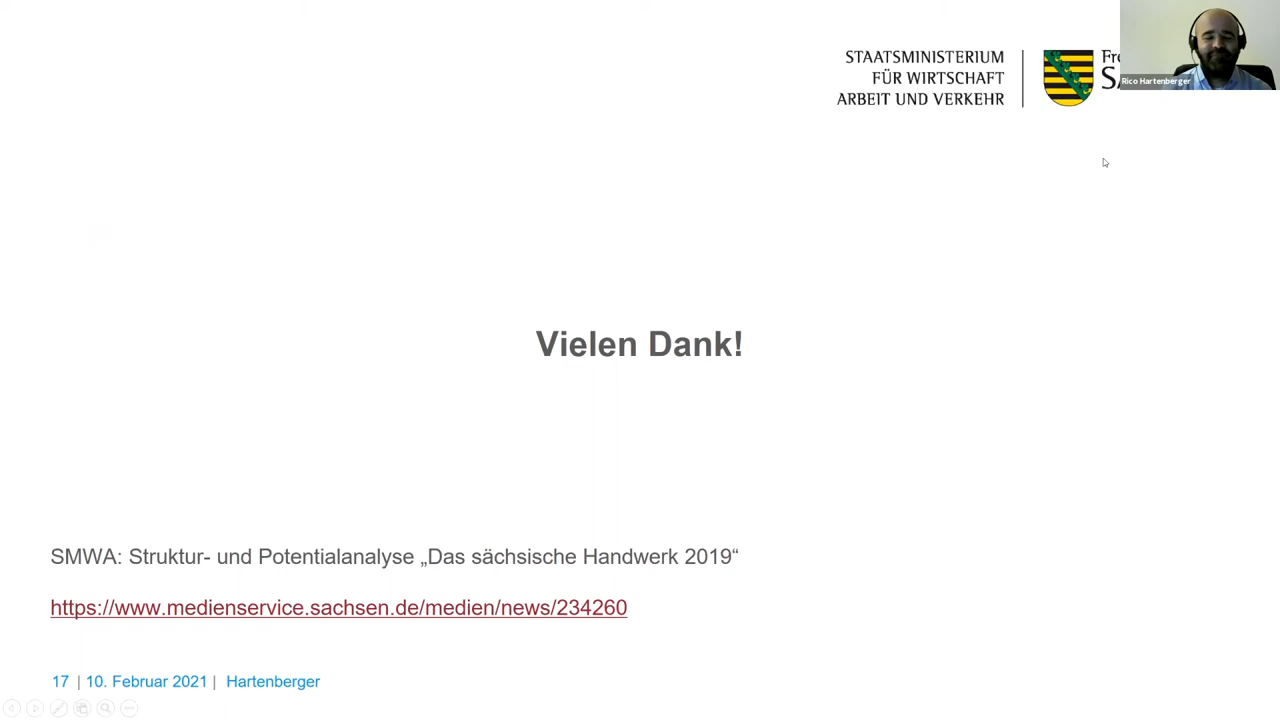 STAATSMINISTERIUM
FÜR WIRTSCHAFT
ARBEIT UND VERKEHR
Rico Hartenberger
Vielen Dank!
SMWA: Struktur- und Potentialanalyse „Das sächsische Handwerk 2019“
https://www.medienservice.sachsen.de/medien/news/234260
17 | 10. Februar 2021 | Hartenberger